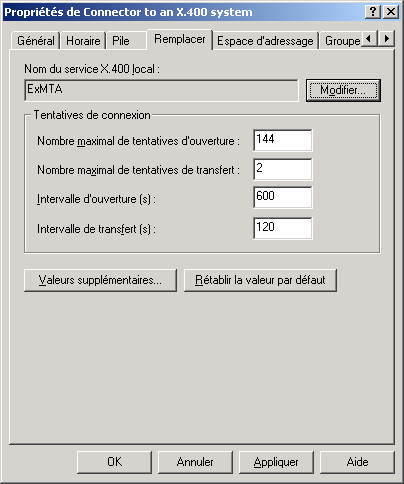 Propriétés de Connector to an X.400 system
Général Horaire Pile Remplacer Espace d'adressage Groupe
Nom du service X.400 local :
ExMTA Modifier...
Tentatives de connexion
Nombre maximal de tentatives d'ouverture : 144
Nombre maximal de tentatives de transfert : 2
Intervalle d'ouverture (s) : 600
Intervalle de transfert (s) : 120
Valeurs supplémentaires... Rétablir la valeur par défaut
OK Annuler Appliquer Aide